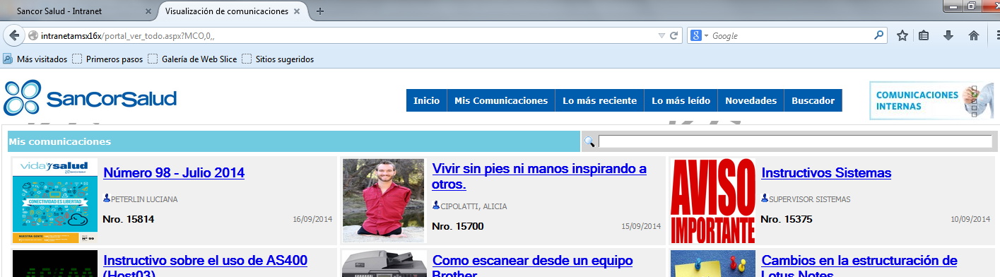 Sancor Salud - Intranet
Visualización de comunicaciones
intranetamsx16x/portal_ver_todo.aspx?MCO,0,,
Google
Más visitados
Primeros pasos
Galería de Web Slice
Sitios sugeridos
SanCorSalud
Inicio
Mis Comunicaciones
Lo más reciente
Lo más leído
Novedades
Buscador
COMUNICACIONES
INTERNAS
Mis comunicaciones
vida y salud
CONECTIVIDAD ES LIBERTAD
NUESTRA GENTE
Nº 99
Número 98 - Julio 2014
PETERLIN LUCIANA
Nro. 15814
16/09/2014
Vivir sin pies ni manos inspirando a
otros.
CIPOLATTI, ALICIA
Nro. 15700
15/09/2014
AVISO
IMPORTANTE
Instructivos Sistemas
SUPERVISOR SISTEMAS
Nro. 15375
10/09/2014
Instructivo sobre el uso de AS400
(Host03)
Como escanear desde un equipo
Brother
Cambios en la estructuración de
Lotus Notes